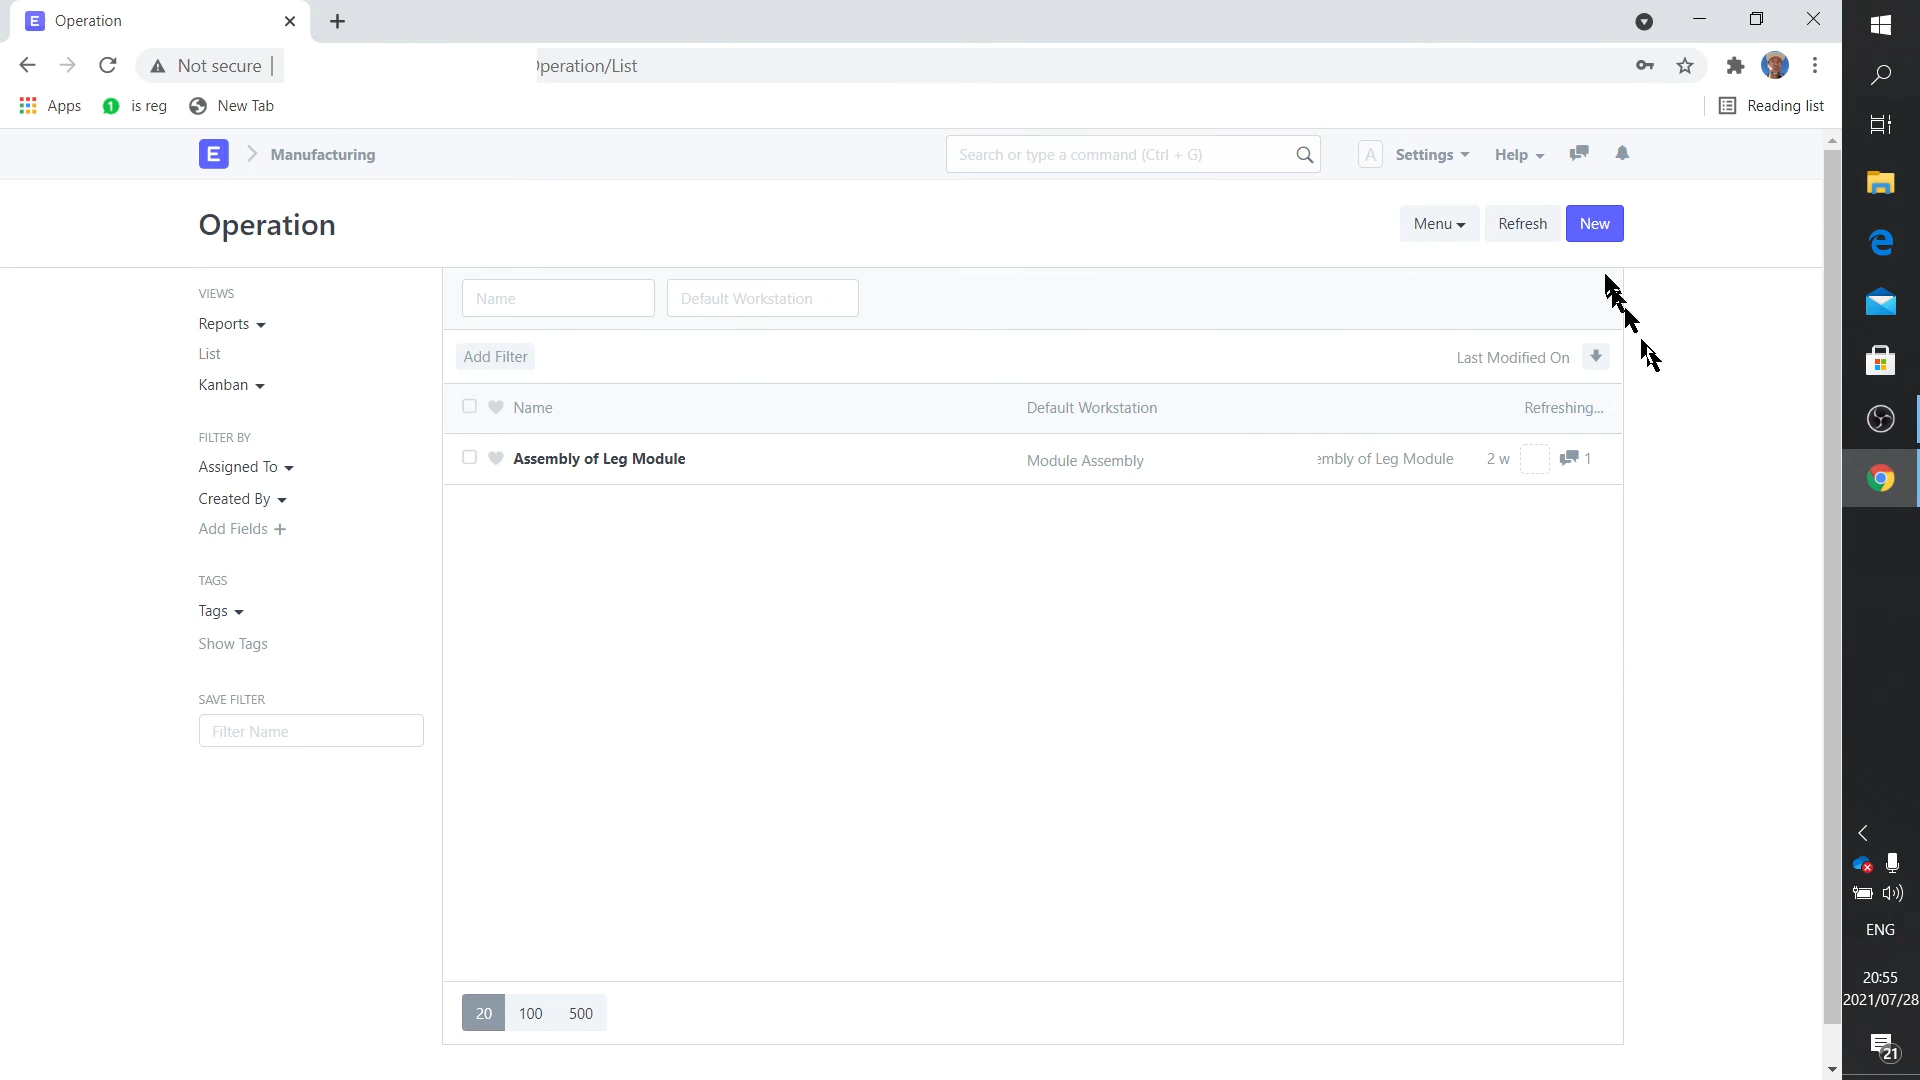 E Operation
Not secure
peration/List
Apps
is reg
New Tab
Reading list
E
Manufacturing
Search or type a command (Ctrl + G)
A
Settings
Help
Operation
Menu
Refresh
New
VIEWS
Reports
List
Kanban
FILTER BY
Assigned To
Created By
Add Fields +
TAGS
Tags
Show Tags
SAVE FILTER
Filter Name
Name
Default Workstation
Add Filter
Last Modified On
Name
Default Workstation
Refreshing...
Assembly of Leg Module
Module Assembly
mbly of Leg Module
2 w
1
20
100
500
ENG
20:55
2021/07/28
21